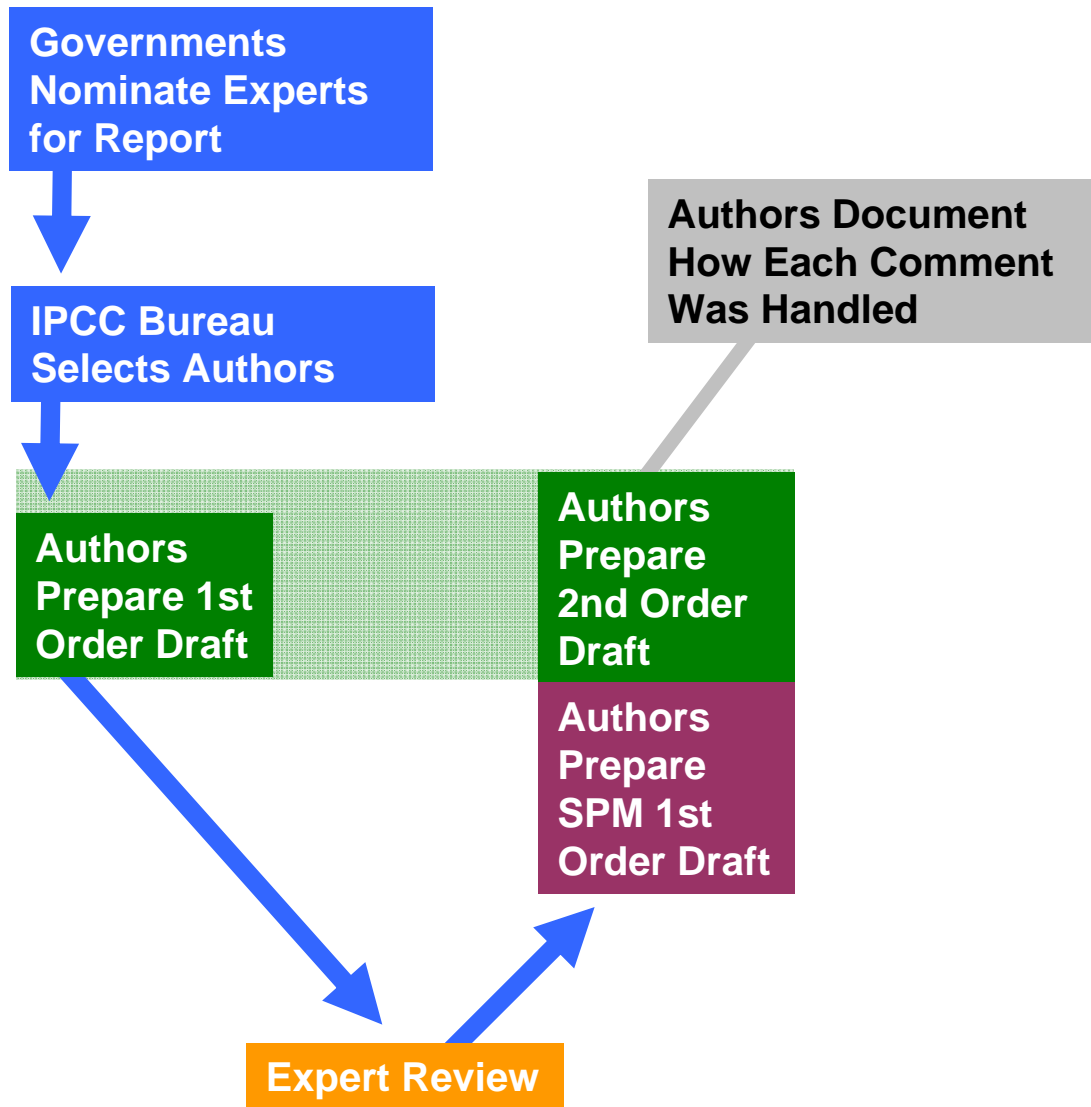 Governments
Nominate Experts
for Report
IPCC Bureau
Selects Authors
Authors Document
How Each Comment
Was Handled
Authors
Prepare 1st
Order Draft
Authors
Prepare
2nd Order
Draft
Authors
Prepare
SPM 1st
Order Draft
Expert Review